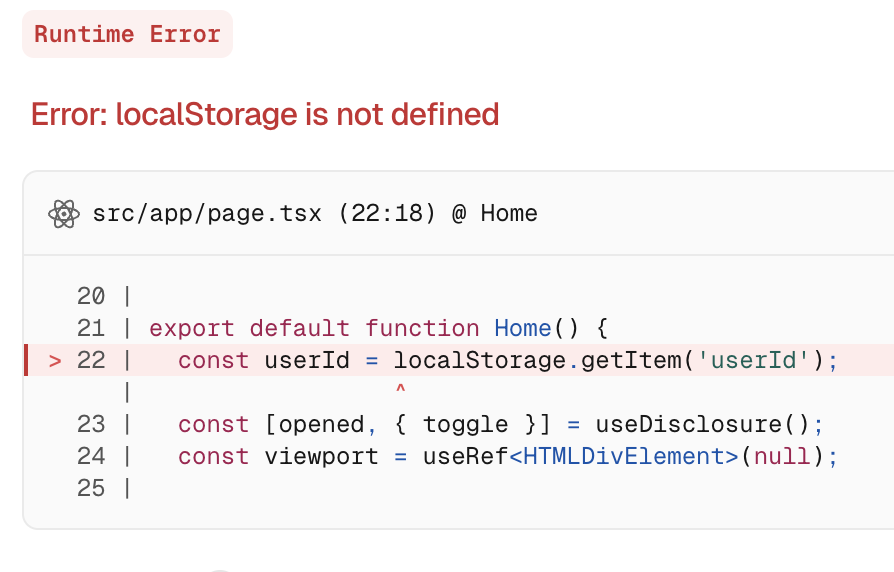 Runtime Error
Error: localStorage is not defined
src/app/page.tsx (22:18) @ Home
20 |
21 | export default function Home() {
> 22 |   const userId = localStorage.getItem('userId');
|                  ^
23 |   const [opened, { toggle }] = useDisclosure();
24 |   const viewport = useRef<HTMLDivElement>(null);
25 |